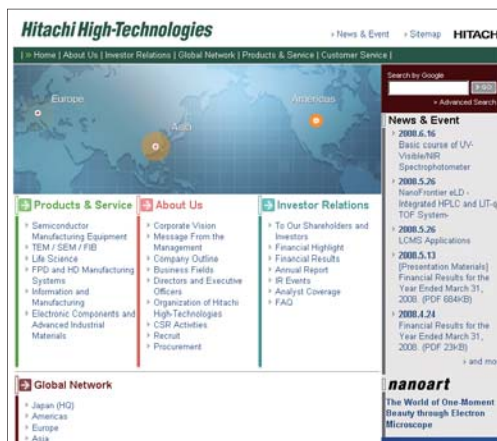 Hitachi High-Technologies
› News & Event › Sitemap HITACH
| » Home | About Us | Investor Relations | Global Network | Products & Service | Customer Service |
Europe
Asia
Americas
Search by Google
GO
» Advanced Search
News & Event
2008.6.16
Basic course of UV-
Visible/NIR
Spectrophotometer
2008.5.26
NanoFrontier eLD -
Integrated HPLC and LIT-q
TOF System-
2008.5.26
LCMS Applications
2008.5.13
[Presentation Materials]
Financial Results for the
Year Ended March 31,
2008. (PDF 684KB)
2008.4.24
Financial Results for the
Year Ended March 31,
2008. (PDF 23KB)
› and mo
Products & Service
Semiconductor
Manufacturing Equipment
TEM / SEM / FIB
Life Science
FPD and HD Manufacturing
Systems
Information and
Manufacturing
Electronic Components and
Advanced Industrial
Materials
About Us
Corporate Vision
Message From the
Management
Company Outline
Business Fields
Directors and Executive
Officers
Organization of Hitachi
High-Technologies
CSR Activities
Recruit
Procurement
Investor Relations
To Our Shareholders and
Investors
Financial Highlight
Financial Results
Annual Report
IR Events
Analyst Coverage
FAQ
Global Network
Japan (HQ)
Americas
Europe
Asia
nanoart
The World of One-Moment
Beauty through Electron
Microscope